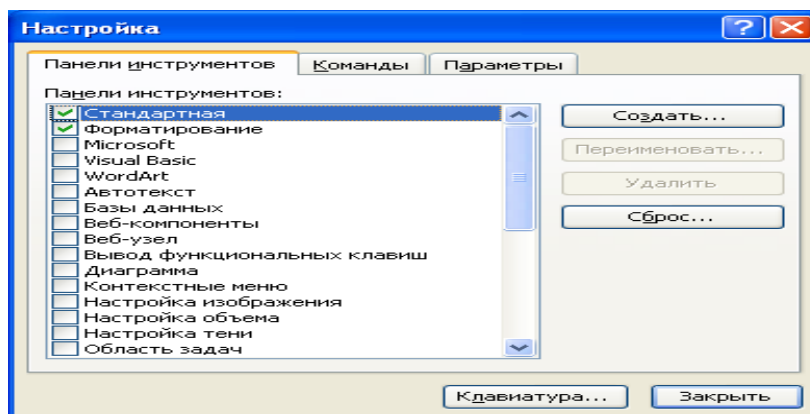 Настройка
Панели инструментов
Команды
Параметры
Панели инструментов:
Стандартная
Форматирование
Microsoft
Visual Basic
WordArt
Автотекст
Базы данных
Веб-компоненты
Веб-узел
Вывод функциональных клавиш
Диаграмма
Контекстные меню
Настройка изображения
Настройка объема
Настройка тени
Область задач
Создать...
Переименовать...
Удалить
Сброс...
Клавиатура...
Закрыть